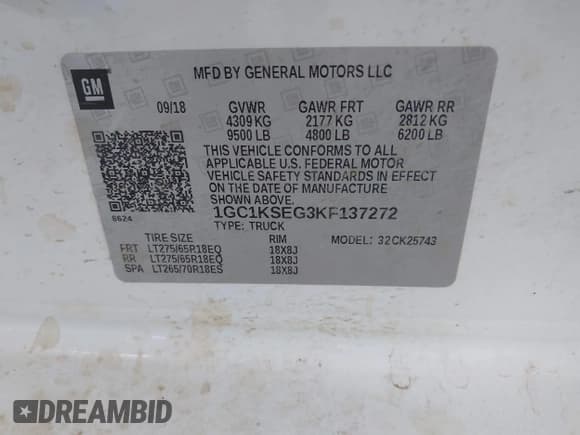 GM
MFD BY GENERAL MOTORS LLC
09/18 GVWR GAWR FRT GAWR RR
4309 KG 2177 KG 2812 KG
9500 LB 4800 LB 6200 LB
THIS VEHICLE CONFORMS TO ALL
APPLICABLE U.S. FEDERAL MOTOR
VEHICLE SAFETY STANDARDS IN EFFECT
ON THE DATE OF MANUFACTURE
SHOWN ABOVE.
8624
1GC1KSEG3KF137272
TYPE: TRUCK
TIRE SIZE RIM MODEL: 32CK25743
FRT LT275/65R18EQ 18X8J
RR LT275/65R18EQ 18X8J
SPA LT265/70R18ES 18X8J
DREAMBID